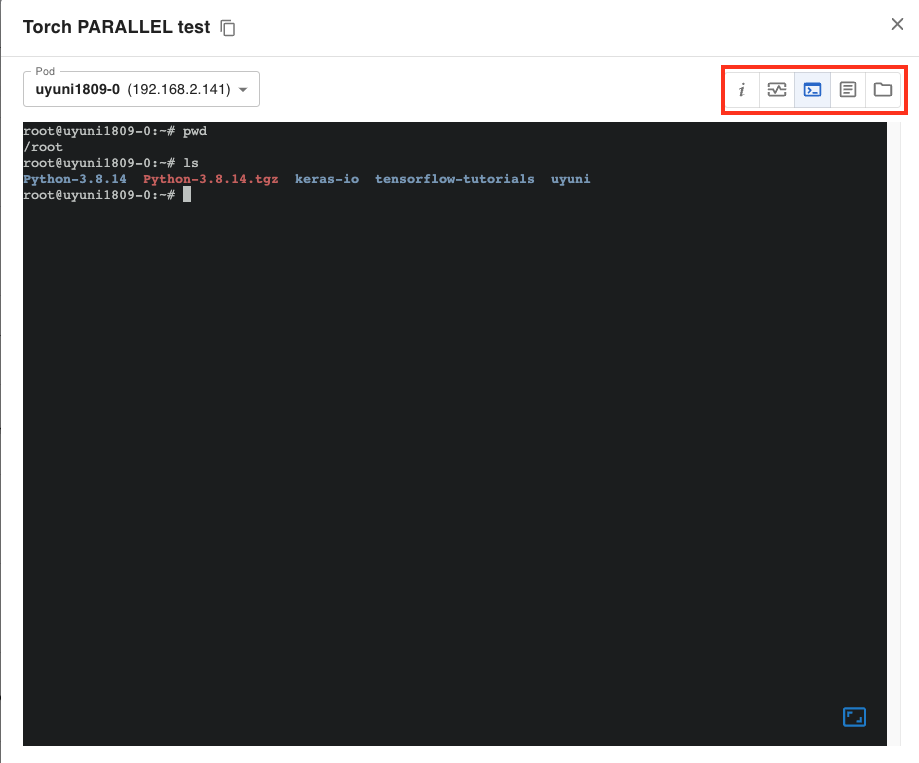 Torch PARALLEL test
Pod
uyuni1809-0 (192.168.2.141)
i
root@uyuni1809-0:~# pwd
/root
root@uyuni1809-0:~# ls
Python-3.8.14 Python-3.8.14.tgz keras-io tensorflow-tutorials uyuni
root@uyuni1809-0:~#